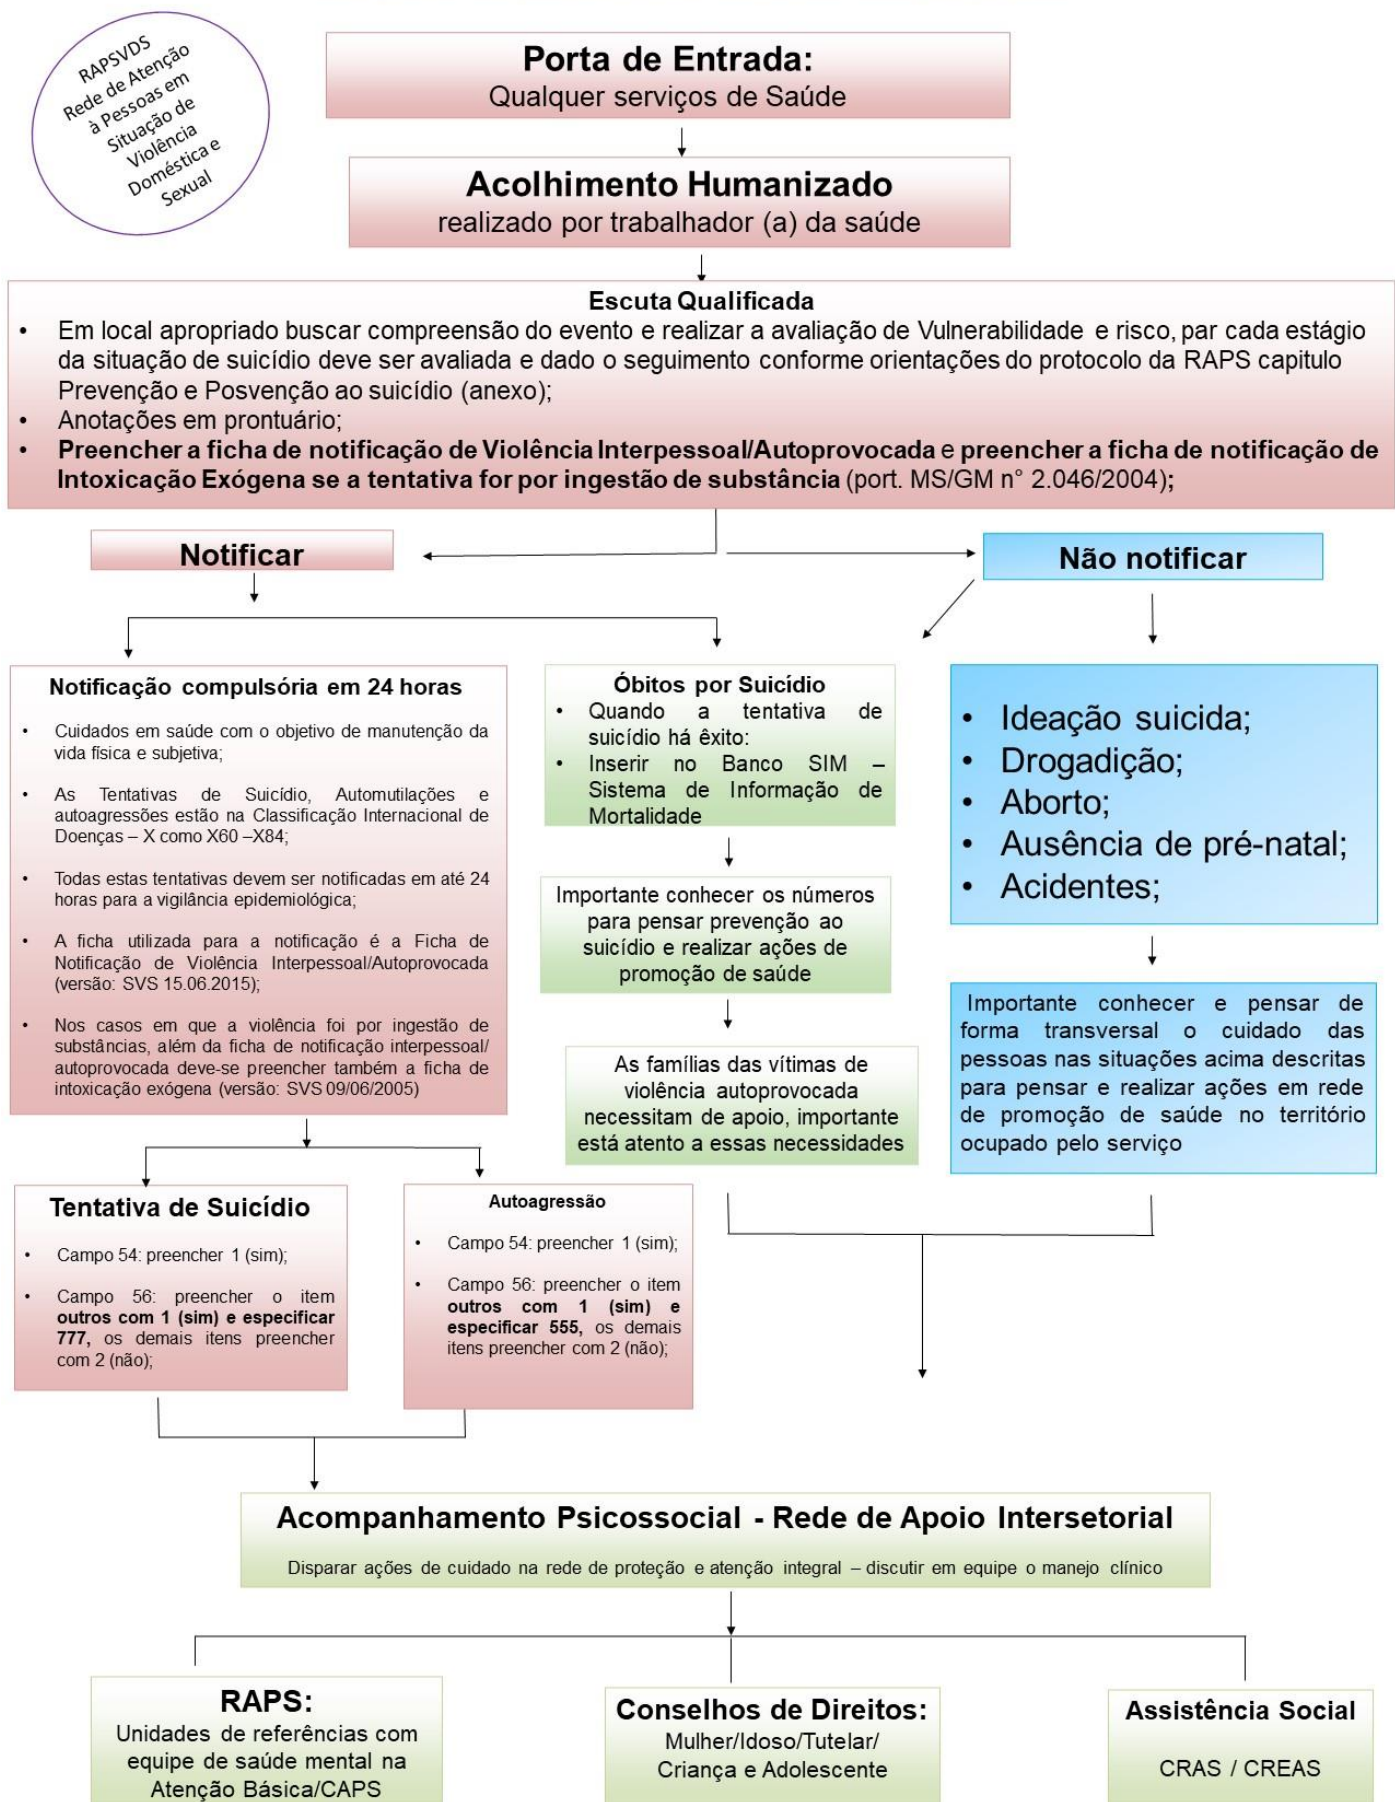 RAPSVDS
Rede de Atenção
à Pessoas em
Situação de
Violência
Doméstica e
Sexual
Porta de Entrada:
Qualquer serviços de Saúde
Acolhimento Humanizado
realizado por trabalhador (a) da saúde
Escuta Qualificada
• Em local apropriado buscar compreensão do evento e realizar a avaliação de Vulnerabilidade e risco, par cada estágio
da situação de suicídio deve ser avaliada e dado o seguimento conforme orientações do protocolo da RAPS capitulo
Prevenção e Posvenção ao suicídio (anexo);
• Anotações em prontuário;
• Preencher a ficha de notificação de Violência Interpessoal/Autoprovocada e preencher a ficha de notificação de
Intoxicação Exógena se a tentativa for por ingestão de substância (port. MS/GM n° 2.046/2004);
Notificar
Não notificar
Notificação compulsória em 24 horas
• Cuidados em saúde com o objetivo de manutenção da
vida física e subjetiva;
• As Tentativas de Suicídio, Automutilações e
autoagressões estão na Classificação Internacional de
Doenças – X como X60 –X84;
• Todas estas tentativas devem ser notificadas em até 24
horas para a vigilância epidemiológica;
• A ficha utilizada para a notificação é a Ficha de
Notificação de Violência Interpessoal/Autoprovocada
(versão: SVS 15.06.2015);
• Nos casos em que a violência foi por ingestão de
substâncias, além da ficha de notificação interpessoal/
autoprovocada deve-se preencher também a ficha de
intoxicação exógena (versão: SVS 09/06/2005)
Óbitos por Suicídio
• Quando a tentativa de
suicídio há êxito:
• Inserir no Banco SIM –
Sistema de Informação de
Mortalidade
Importante conhecer os números
para pensar prevenção ao
suicídio e realizar ações de
promoção de saúde
As famílias das vítimas de
violência autoprovocada
necessitam de apoio, importante
está atento a essas necessidades
• Ideação suicida;
• Drogadição;
• Aborto;
• Ausência de pré-natal;
• Acidentes;
Importante conhecer e pensar de
forma transversal o cuidado das
pessoas nas situações acima descritas
para pensar e realizar ações em rede
de promoção de saúde no território
ocupado pelo serviço
Tentativa de Suicídio
• Campo 54: preencher 1 (sim);
• Campo 56: preencher o item
outros com 1 (sim) e especificar
777, os demais itens preencher
com 2 (não);
Autoagressão
• Campo 54: preencher 1 (sim);
• Campo 56: preencher o item
outros com 1 (sim) e
especificar 555, os demais
itens preencher com 2 (não);
Acompanhamento Psicossocial - Rede de Apoio Intersetorial
Disparar ações de cuidado na rede de proteção e atenção integral – discutir em equipe o manejo clínico
RAPS:
Unidades de referências com
equipe de saúde mental na
Atenção Básica/CAPS
Conselhos de Direitos:
Mulher/Idoso/Tutelar/
Criança e Adolescente
Assistência Social
CRAS / CREAS